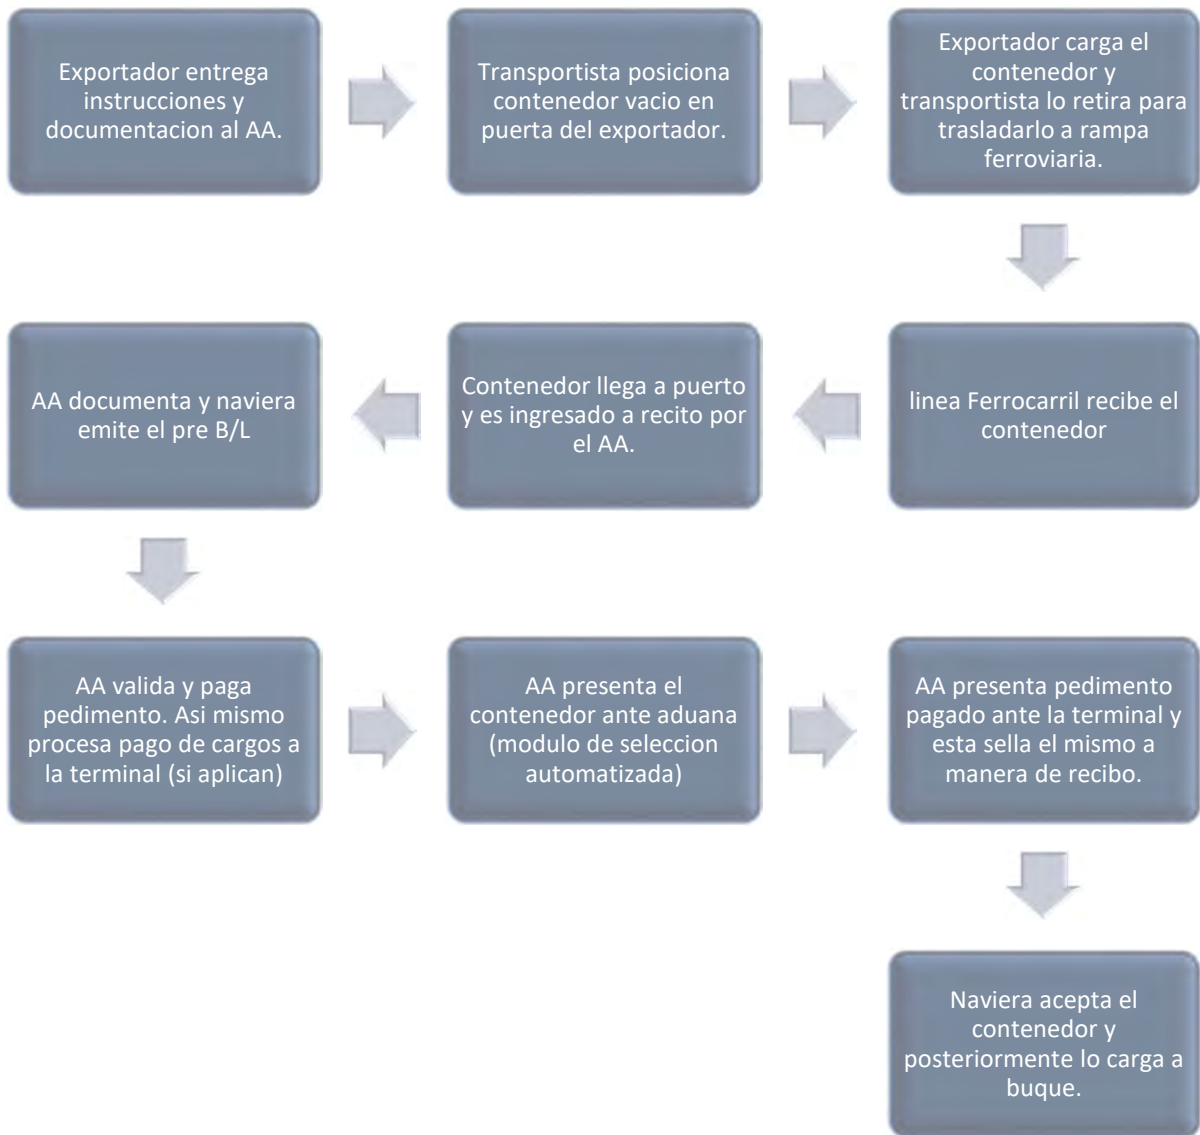 Exportador entrega
instrucciones y
documentacion al AA.
Transportista posiciona
contenedor vacio en
puerta del exportador.
Exportador carga el
contenedor y
transportista lo retira para
trasladarlo a rampa
ferroviaria.
linea Ferrocarril recibe el
contenedor
Contenedor llega a puerto
y es ingresado a recito por
el AA.
AA documenta y naviera
emite el pre B/L
AA valida y paga
pedimento. Asi mismo
procesa pago de cargos a
la terminal (si aplican)
AA presenta el
contenedor ante aduana
(modulo de seleccion
automatizada)
AA presenta pedimento
pagado ante la terminal y
esta sella el mismo a
manera de recibo.
Naviera acepta el
contenedor y
posteriormente lo carga a
buque.